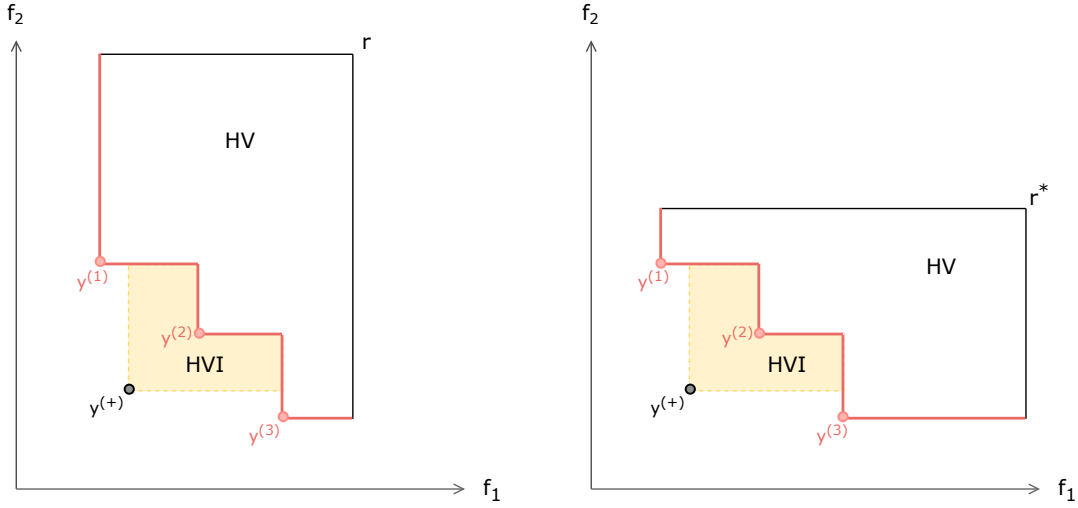 f₂
r
HV
y⁽¹⁾
y⁽²⁾
HVI
y⁽⁺⁾
y⁽³⁾
f₁
f₂
r*
HV
y⁽¹⁾
y⁽²⁾
HVI
y⁽⁺⁾
y⁽³⁾
f₁